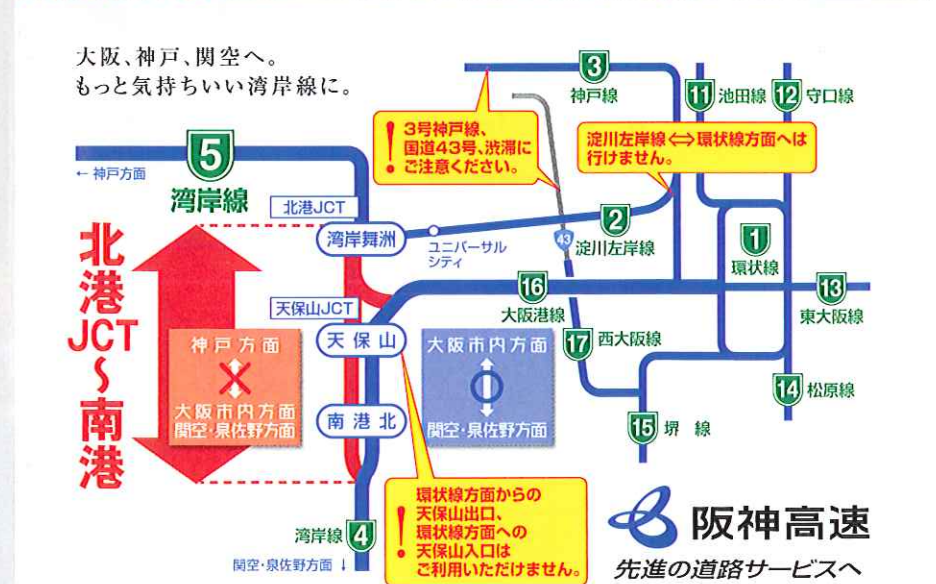 大阪、神戸、関空へ。
もっと気持ちいい湾岸線に。
3
神戸線
11 池田線
12 守口線
! 3号神戸線、
国道43号、渋滞に
ご注意ください。
淀川左岸線⇔環状線方面へは
行けません。
5
湾岸線
← 神戸方面
北港JCT
湾岸舞洲
ユニバーサル
シティ
2
淀川左岸線
43
1
環状線
北港JCT〜南港
天保山JCT
天保山
南港北
16
大阪港線
13
東大阪線
17 西大阪線
14 松原線
15 堺 線
神戸方面
×
大阪市内方面
関空・泉佐野方面
大阪市内方面
○
関空・泉佐野方面
! 環状線方面からの
天保山出口、
環状線方面への
天保山入口は
ご利用いただけません。
湾岸線 4
関空・泉佐野方面 ↓
阪神高速
先進の道路サービスへ